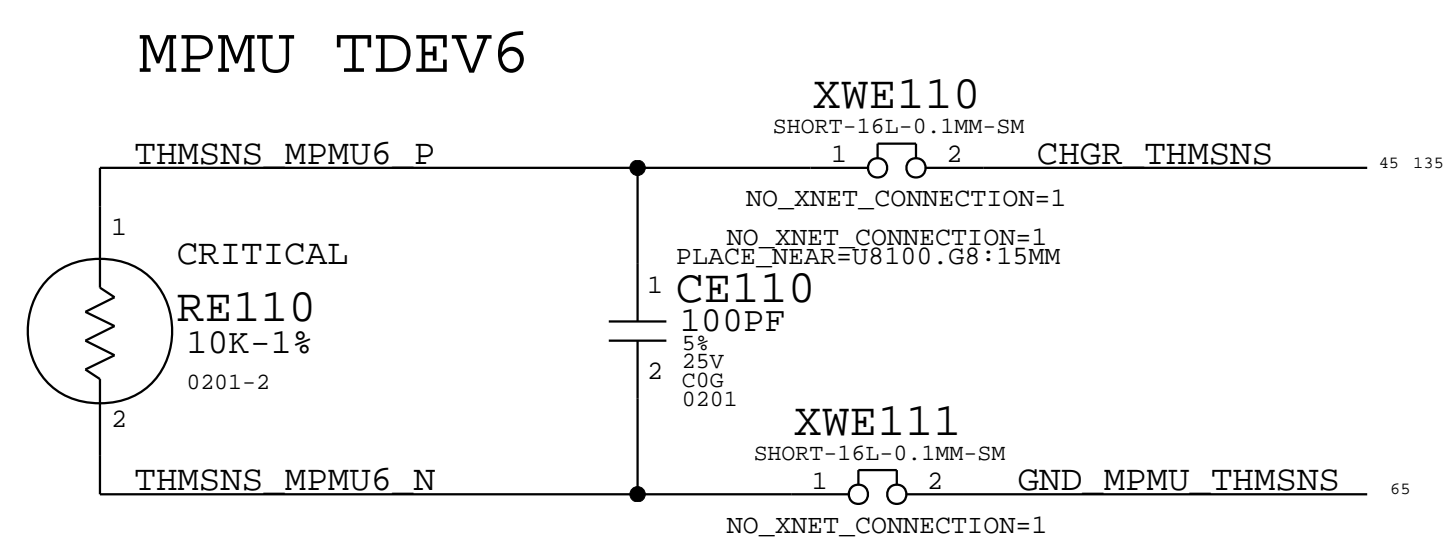 MPMU TDEV6
XWE110
SHORT-16L-0.1MM-SM
THMSNS_MPMU6_P
1 2
CHGR_THMSNS
45 135
NO_XNET_CONNECTION=1
1
NO_XNET_CONNECTION=1
CRITICAL
PLACE_NEAR=U8100.G8:15MM
1
CE110
RE110
100PF
10K-1%
5%
25V
2
C0G
0201-2
0201
2
XWE111
SHORT-16L-0.1MM-SM
THMSNS_MPMU6_N
1 2
GND_MPMU_THMSNS
65
NO_XNET_CONNECTION=1